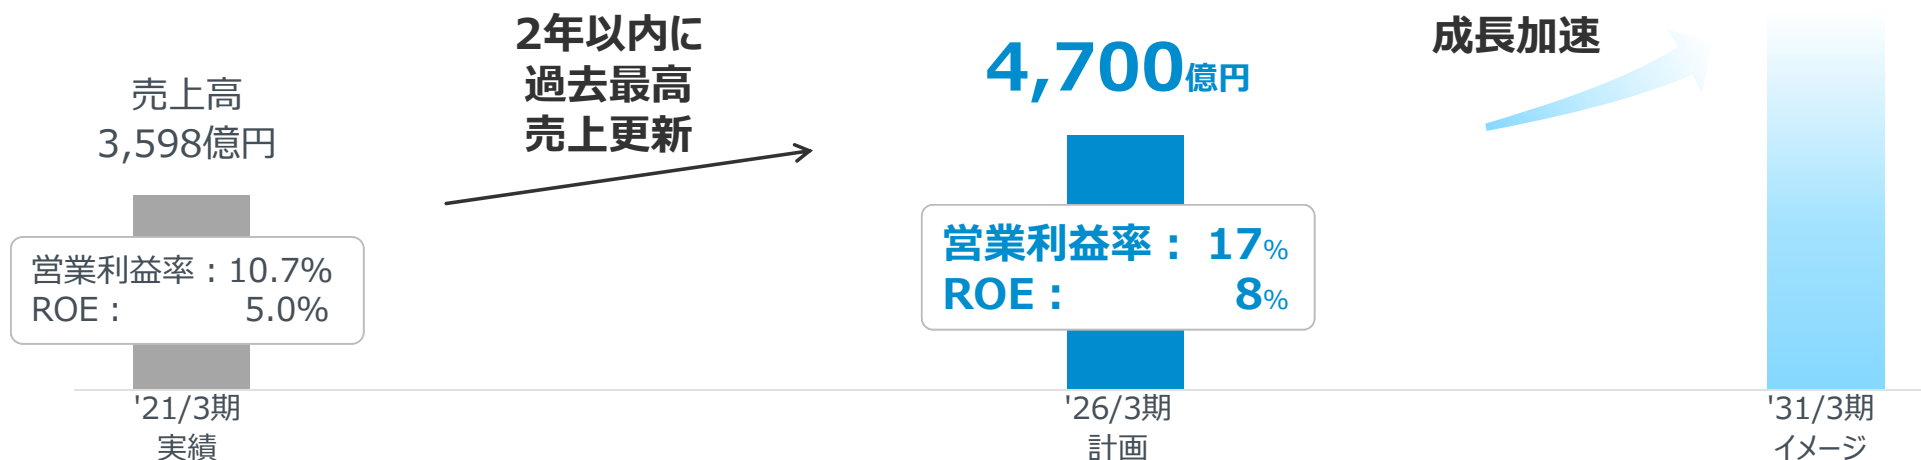 売上高
3,598億円
営業利益率：10.7%
ROE： 5.0%
'21/3期
実績
2年以内に
過去最高
売上更新
4,700億円
営業利益率： 17%
ROE： 8%
'26/3期
計画
成長加速
'31/3期
イメージ